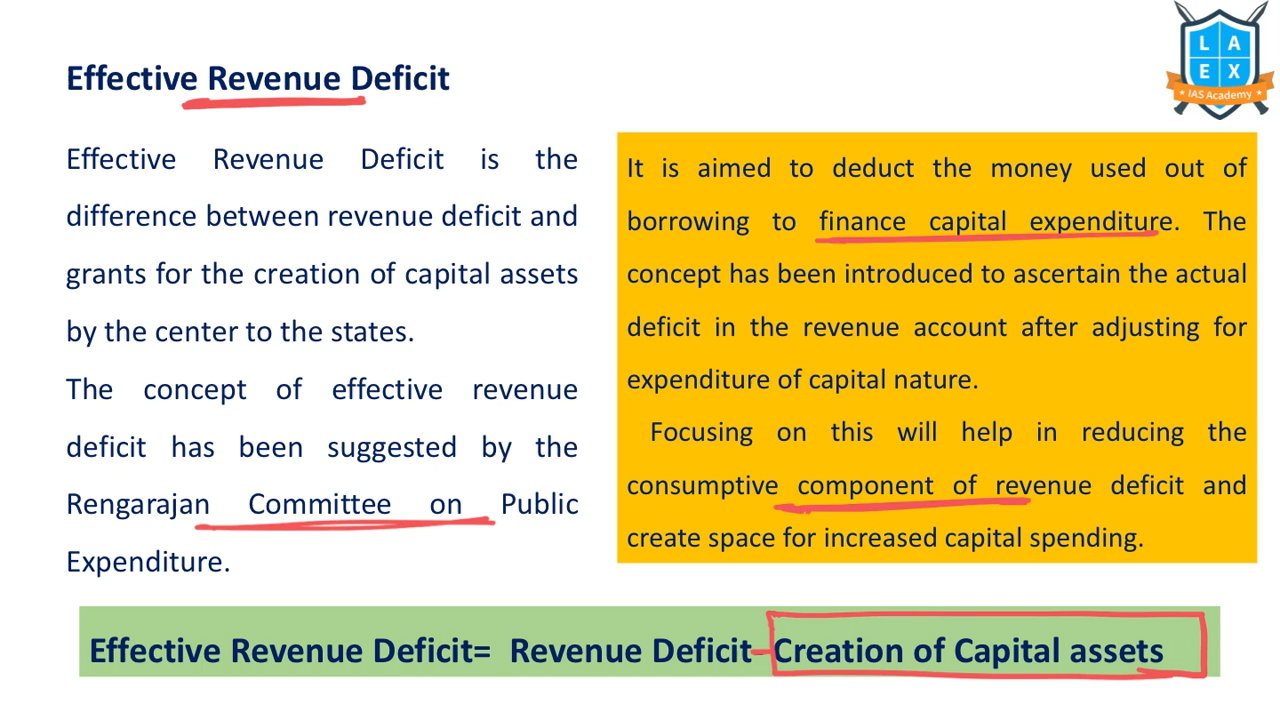 L A
E X
IAS Academy
Effective Revenue Deficit
Effective Revenue Deficit is the
difference between revenue deficit and
grants for the creation of capital assets
by the center to the states.
The concept of effective revenue
deficit has been suggested by the
Rengarajan Committee on Public
Expenditure.
It is aimed to deduct the money used out of
borrowing to finance capital expenditure. The
concept has been introduced to ascertain the actual
deficit in the revenue account after adjusting for
expenditure of capital nature.
Focusing on this will help in reducing the
consumptive component of revenue deficit and
create space for increased capital spending.
Effective Revenue Deficit= Revenue Deficit- Creation of Capital assets